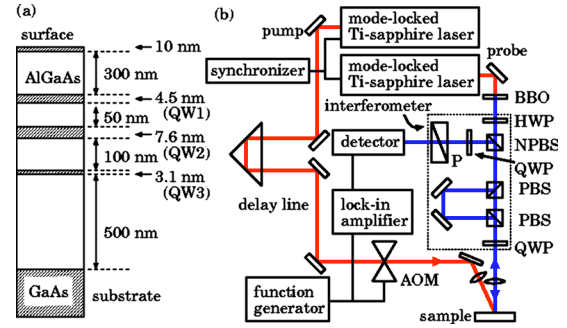 (a)
surface
10 nm
AlGaAs
300 nm
4.5 nm
(QW1)
50 nm
7.6 nm
(QW2)
100 nm
3.1 nm
(QW3)
500 nm
GaAs
substrate
(b)
pump
mode-locked
Ti-sapphire laser
synchronizer
mode-locked
Ti-sapphire laser
probe
BBO
interferometer
HWP
NPBS
detector
P
QWP
PBS
delay line
lock-in
amplifier
PBS
QWP
AOM
function
generator
sample